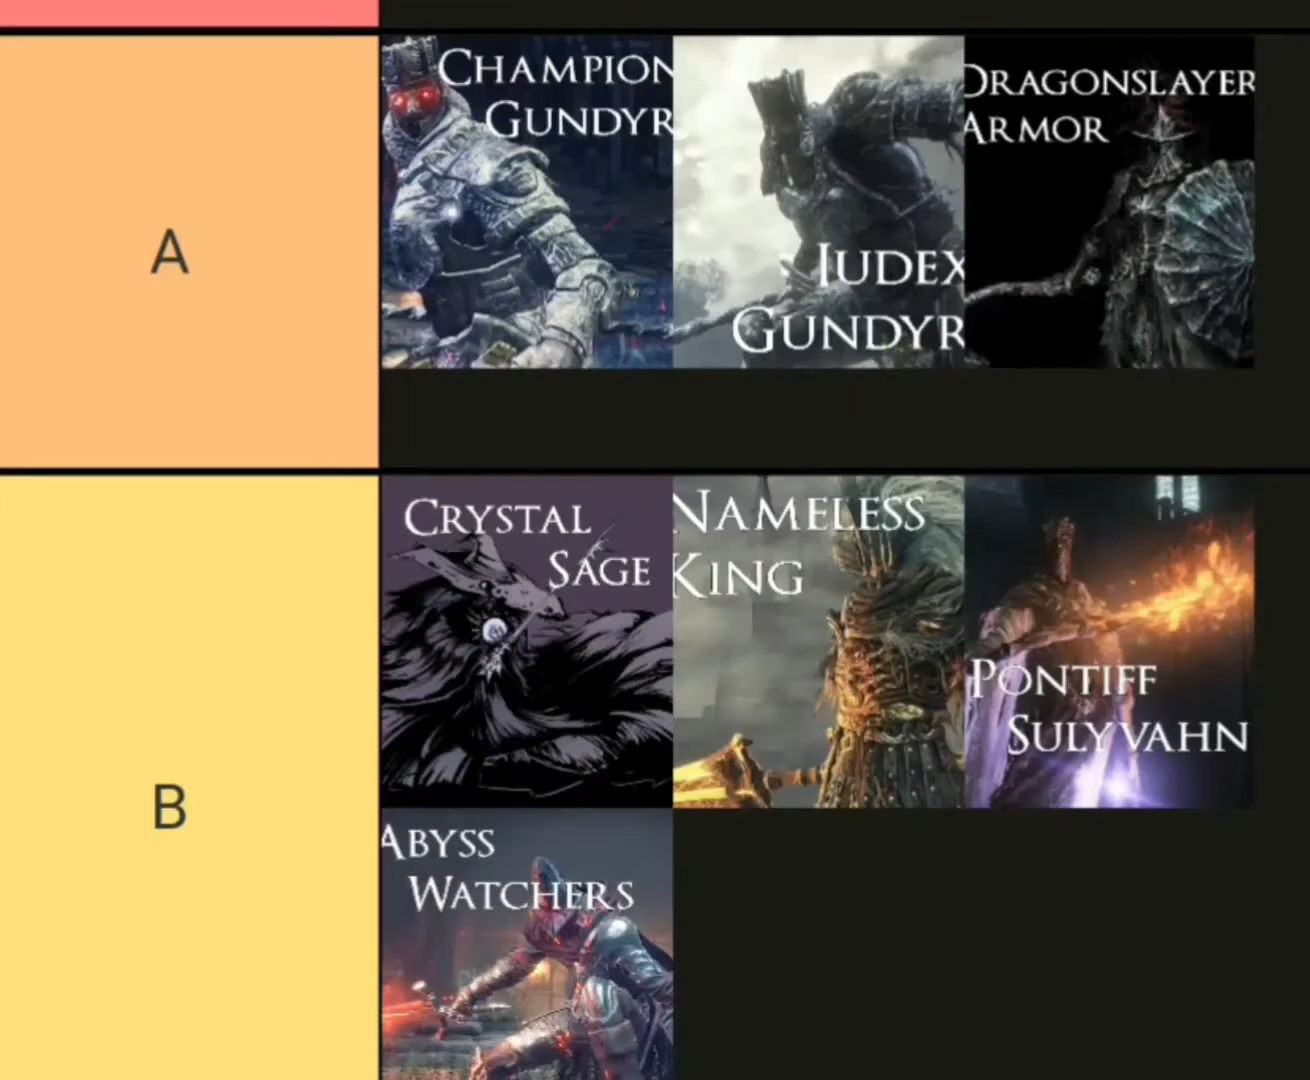 A
CHAMPION
GUNDYR
IUDEX
GUNDYR
DRAGONSLAYER
ARMOR
B
CRYSTAL
SAGE
NAMELESS
KING
PONTIFF
SULYVAHN
ABYSS
WATCHERS